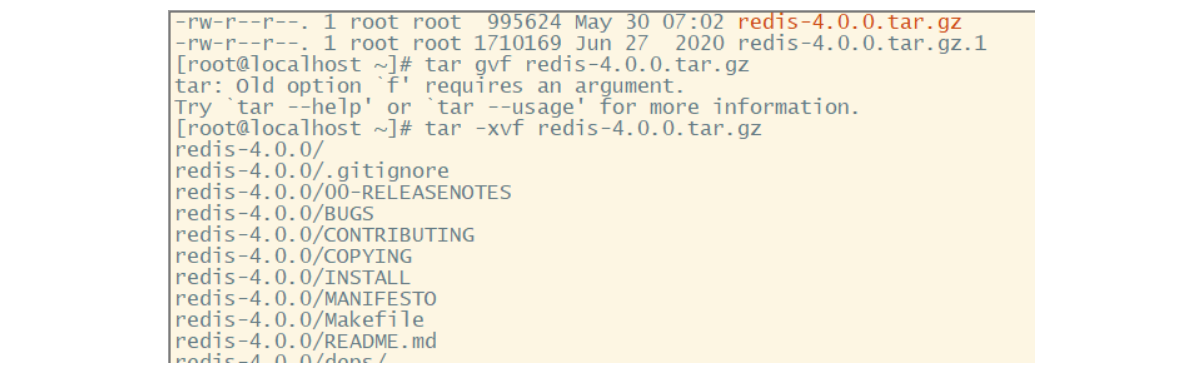 -rw-r--r--. 1 root root  995624 May 30 07:02 redis-4.0.0.tar.gz
-rw-r--r--. 1 root root 1710169 Jun 27  2020 redis-4.0.0.tar.gz.1
[root@localhost ~]# tar gvf redis-4.0.0.tar.gz
tar: Old option `f' requires an argument.
Try `tar --help' or `tar --usage' for more information.
[root@localhost ~]# tar -xvf redis-4.0.0.tar.gz
redis-4.0.0/
redis-4.0.0/.gitignore
redis-4.0.0/00-RELEASENOTES
redis-4.0.0/BUGS
redis-4.0.0/CONTRIBUTING
redis-4.0.0/COPYING
redis-4.0.0/INSTALL
redis-4.0.0/MANIFESTO
redis-4.0.0/Makefile
redis-4.0.0/README.md
redis-4.0.0/deps/